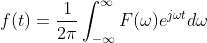 f(t) = \frac{1}{2\pi} \int_{-\infty}^{\infty} F(\omega) e^{j\omega t} d\omega